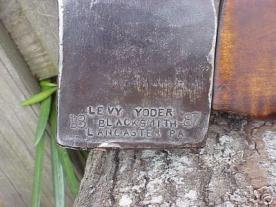 LEVY YODER
18 BLACKSMITH 87
LANCASTER PA